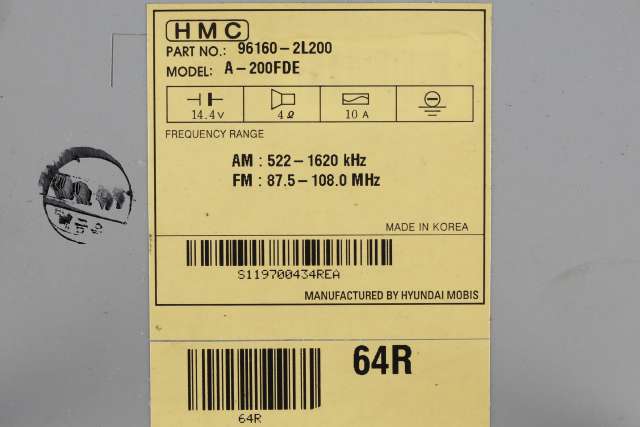 HMC
PART NO.: 96160-2L200
MODEL: A-200FDE
14.4V 4Ω 10A
FREQUENCY RANGE
AM : 522-1620 kHz
FM : 87.5-108.0 MHz
MADE IN KOREA
S119700434REA
MANUFACTURED BY HYUNDAI MOBIS
64R
64R